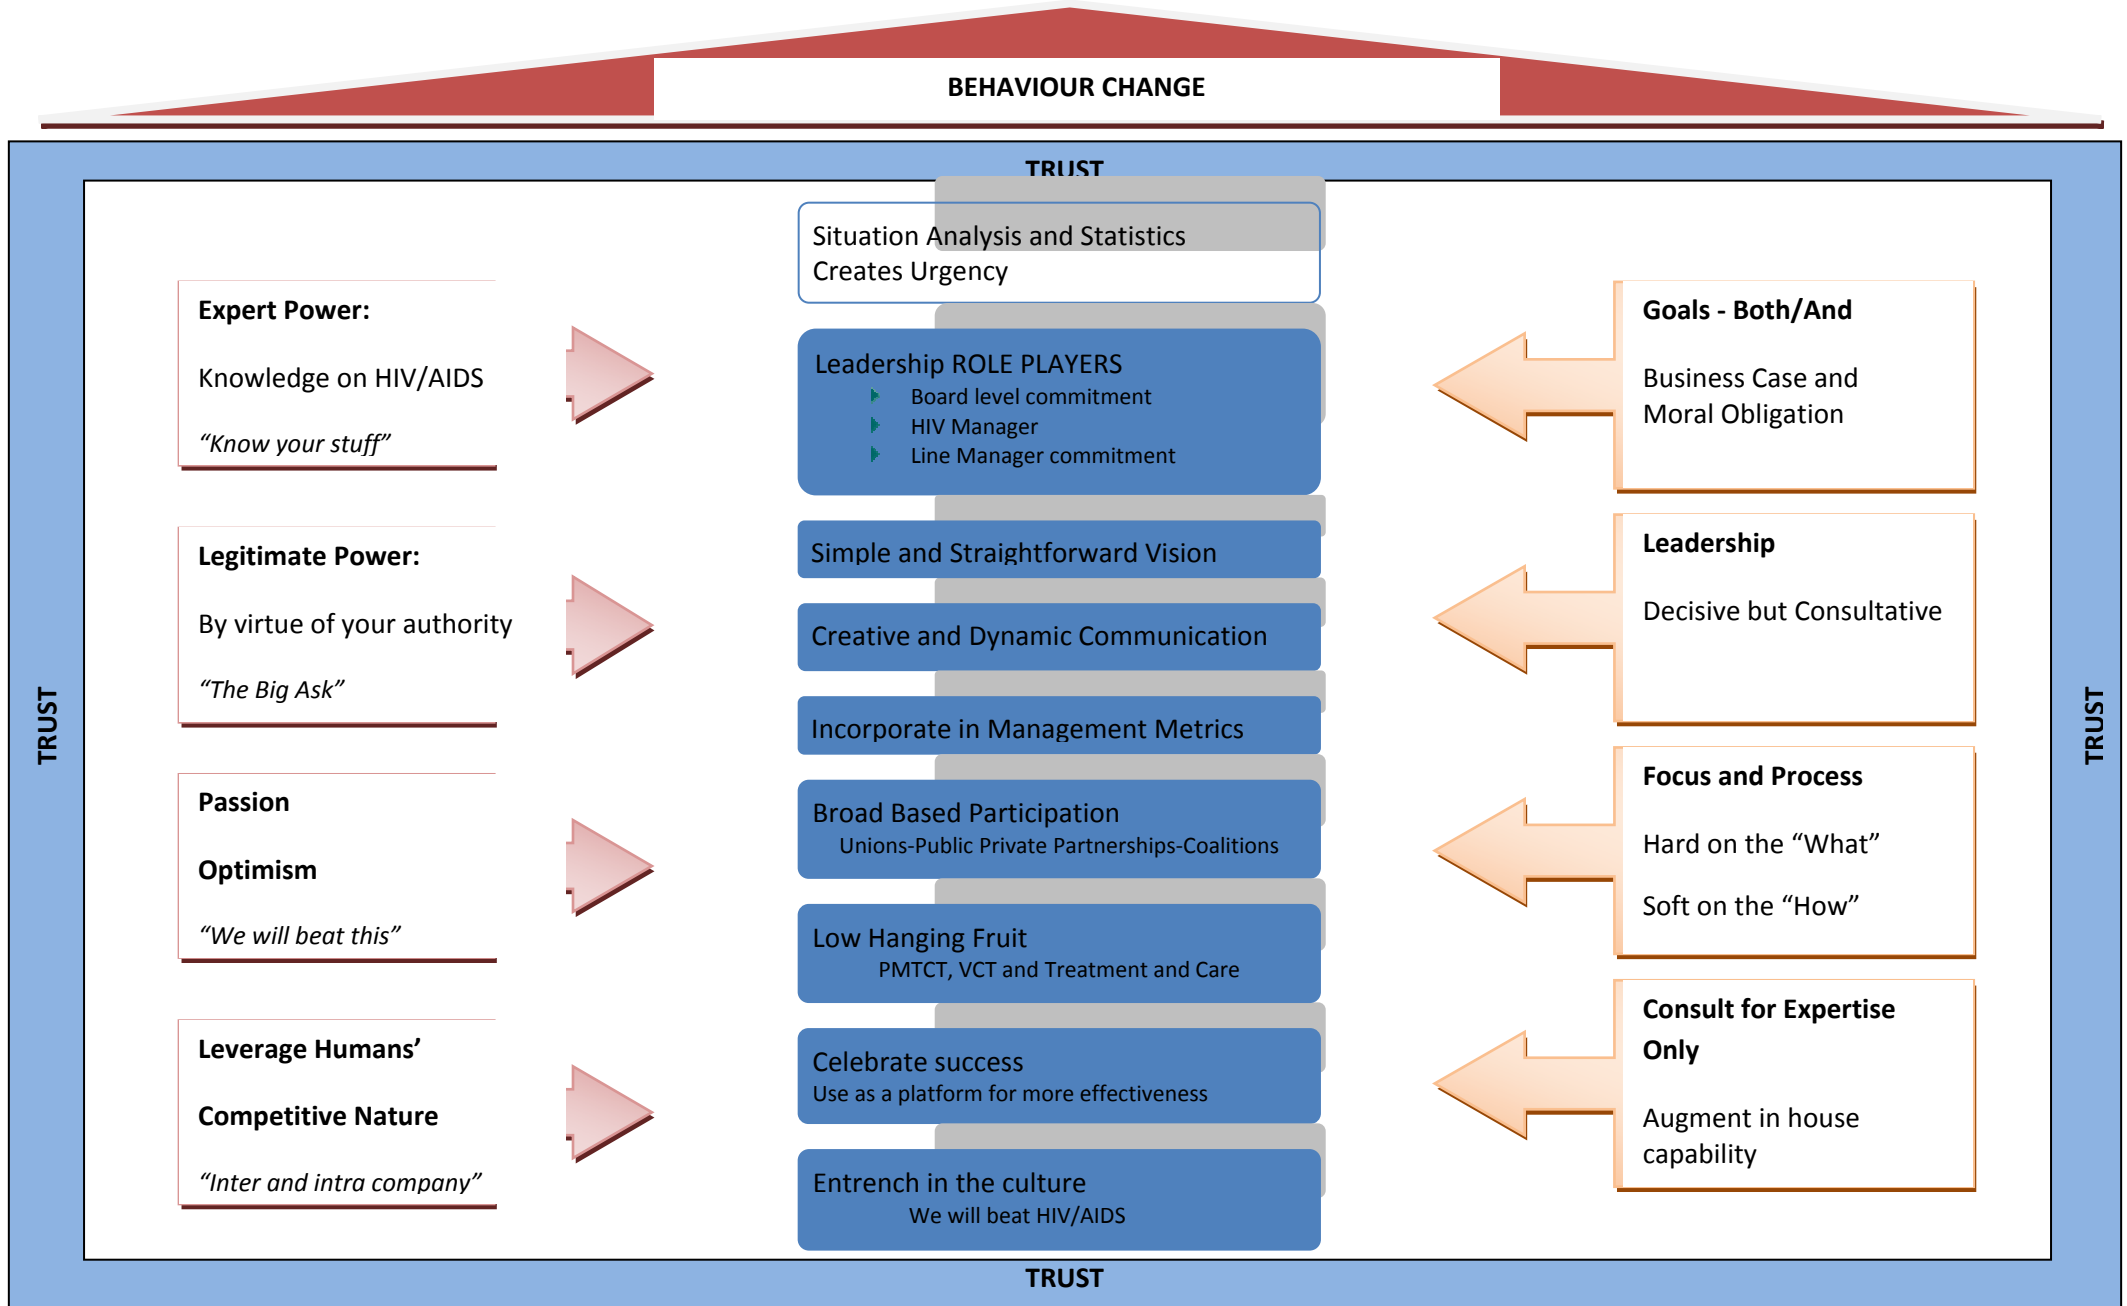 BEHAVIOUR CHANGE
TRUST
TRUST
Expert Power:
Knowledge on HIV/AIDS
“Know your stuff”
Legitimate Power:
By virtue of your authority
“The Big Ask”
Passion
Optimism
“We will beat this”
Leverage Humans’
Competitive Nature
“Inter and intra company”
Situation Analysis and Statistics
Creates Urgency
Leadership ROLE PLAYERS
Board level commitment
HIV Manager
Line Manager commitment
Simple and Straightforward Vision
Creative and Dynamic Communication
Incorporate in Management Metrics
Broad Based Participation
Unions-Public Private Partnerships-Coalitions
Low Hanging Fruit
PMTCT, VCT and Treatment and Care
Celebrate success
Use as a platform for more effectiveness
Entrench in the culture
We will beat HIV/AIDS
Goals - Both/And
Business Case and
Moral Obligation
Leadership
Decisive but Consultative
Focus and Process
Hard on the “What”
Soft on the “How”
Consult for Expertise
Only
Augment in house
capability
TRUST
TRUST